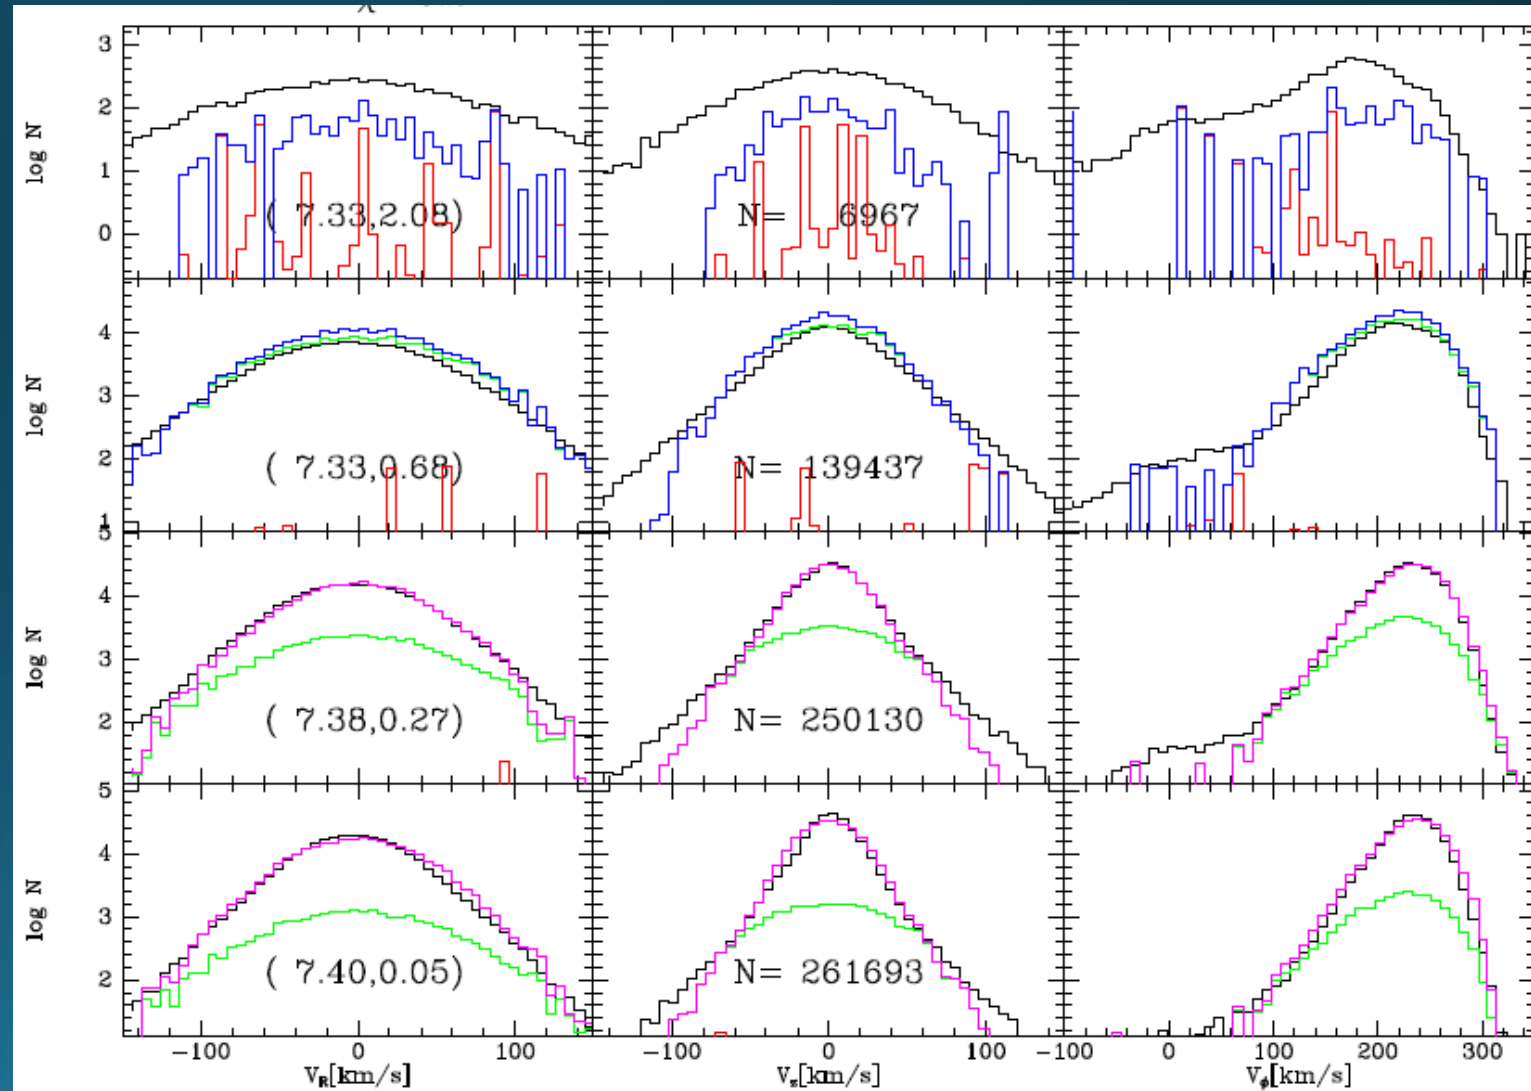 χ
3
2
1
0
log N
( 7.33,2.08)
N= 6967
4
3
2
1
log N
( 7.33,0.68)
N= 139437
5
4
3
2
log N
( 7.38,0.27)
N= 250130
5
4
3
2
log N
( 7.40,0.05)
N= 261693
-100 0 100 -100 0 100 -100 0 100 200 300
V_R[km/s] V_z[km/s] V_ϕ[km/s]